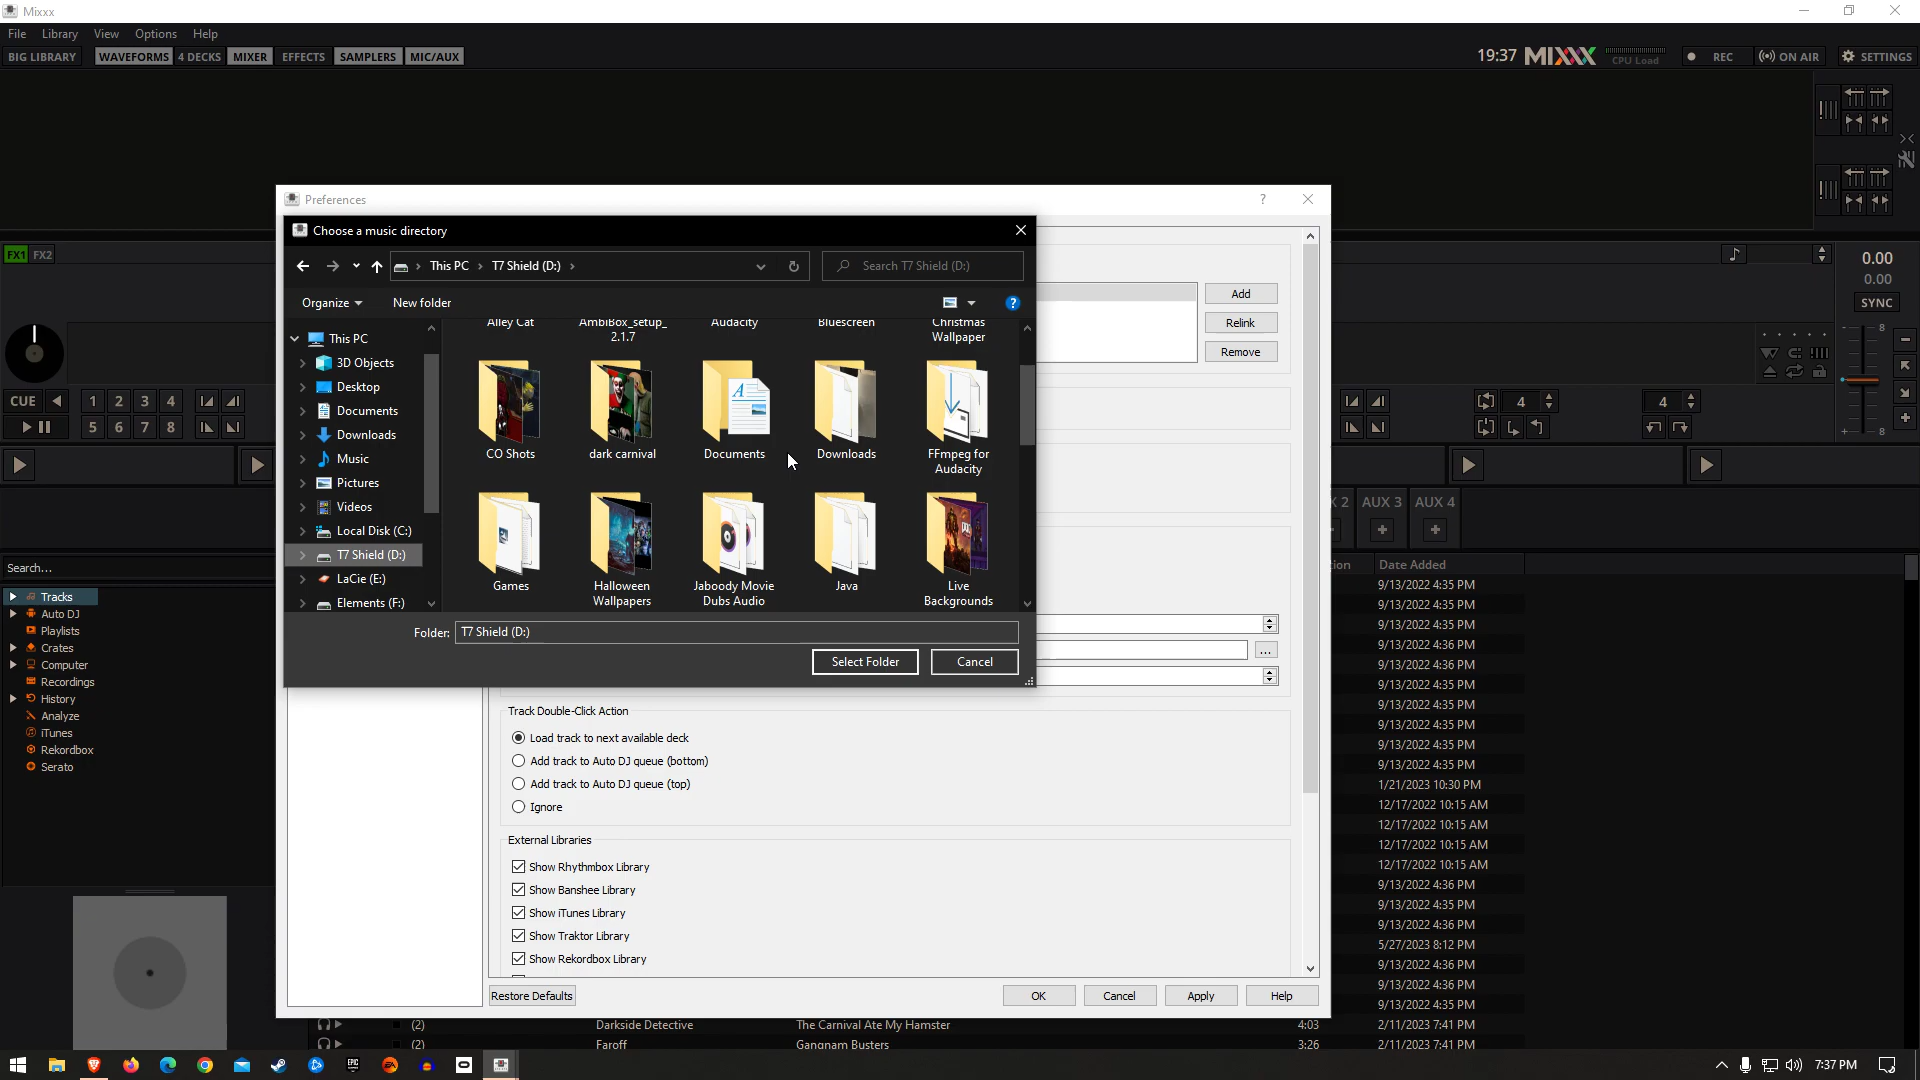 Mixxx
File Library View Options Help
BIG LIBRARY WAVEFORMS 4 DECKS MIXER EFFECTS SAMPLERS MIC/AUX
19:37 MIXXX CPU Load REC ON AIR SETTINGS
FX1 FX2
0.00
0.00
SYNC
8
8
CUE 1 2 3 4
5 6 7 8
4 4
X 2 AUX 3 AUX 4
Search...
Tracks
Auto DJ
Playlists
Crates
Computer
Recordings
History
Analyze
iTunes
Rekordbox
Serato
Preferences ?
Choose a music directory
This PC T7 Shield (D:)
Search T7 Shield (D:)
Organize New folder ?
This PC
3D Objects
Desktop
Documents
Downloads
Music
Pictures
Videos
Local Disk (C:)
T7 Shield (D:)
LaCie (E:)
Elements (F:)
Alley Cat
AmbiBox_setup_
2.1.7
Audacity
Bluescreen
Christmas
Wallpaper
CO Shots
dark carnival
Documents
Downloads
FFmpeg for
Audacity
Games
Halloween
Wallpapers
Jaboody Movie
Dubs Audio
Java
Live
Backgrounds
Folder: T7 Shield (D:)
Select Folder Cancel
Add
Relink
Remove
...
Track Double-Click Action
Load track to next available deck
Add track to Auto DJ queue (bottom)
Add track to Auto DJ queue (top)
Ignore
External Libraries
Show Rhythmbox Library
Show Banshee Library
Show iTunes Library
Show Traktor Library
Show Rekordbox Library
Restore Defaults OK Cancel Apply Help
ion Date Added
9/13/2022 4:35 PM
9/13/2022 4:35 PM
9/13/2022 4:35 PM
9/13/2022 4:36 PM
9/13/2022 4:36 PM
9/13/2022 4:35 PM
9/13/2022 4:35 PM
9/13/2022 4:35 PM
9/13/2022 4:35 PM
9/13/2022 4:35 PM
1/21/2023 10:30 PM
12/17/2022 10:15 AM
12/17/2022 10:15 AM
12/17/2022 10:15 AM
12/17/2022 10:15 AM
9/13/2022 4:36 PM
9/13/2022 4:35 PM
9/13/2022 4:36 PM
5/27/2023 8:12 PM
9/13/2022 4:36 PM
9/13/2022 4:36 PM
9/13/2022 4:35 PM
(2) Darkside Detective The Carnival Ate My Hamster 4:03 2/11/2023 7:41 PM
(2) Faroff Gangnam Busters 3:26 2/11/2023 7:41 PM
EPIC EA 7:37 PM